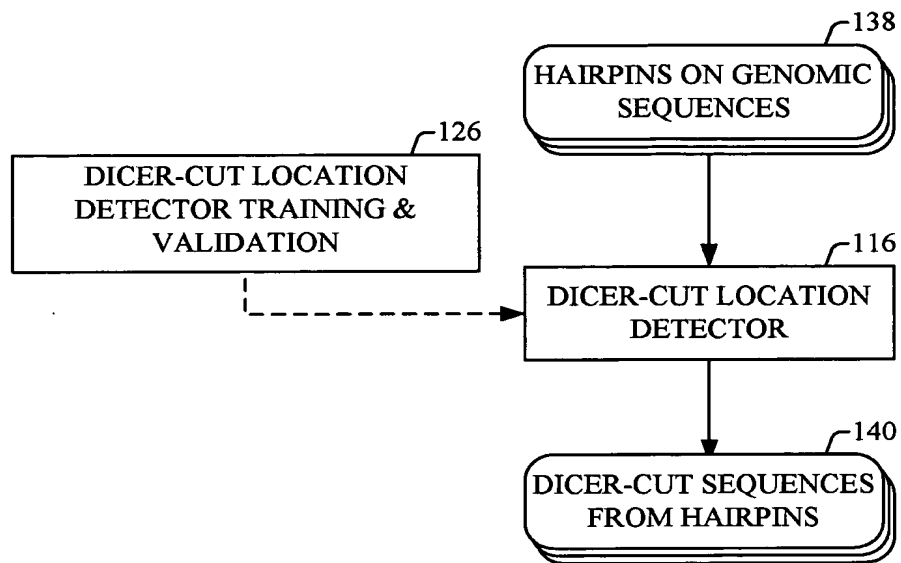 138
HAIRPINS ON GENOMIC
SEQUENCES
126
DICER-CUT LOCATION
DETECTOR TRAINING &
VALIDATION
116
DICER-CUT LOCATION
DETECTOR
140
DICER-CUT SEQUENCES
FROM HAIRPINS